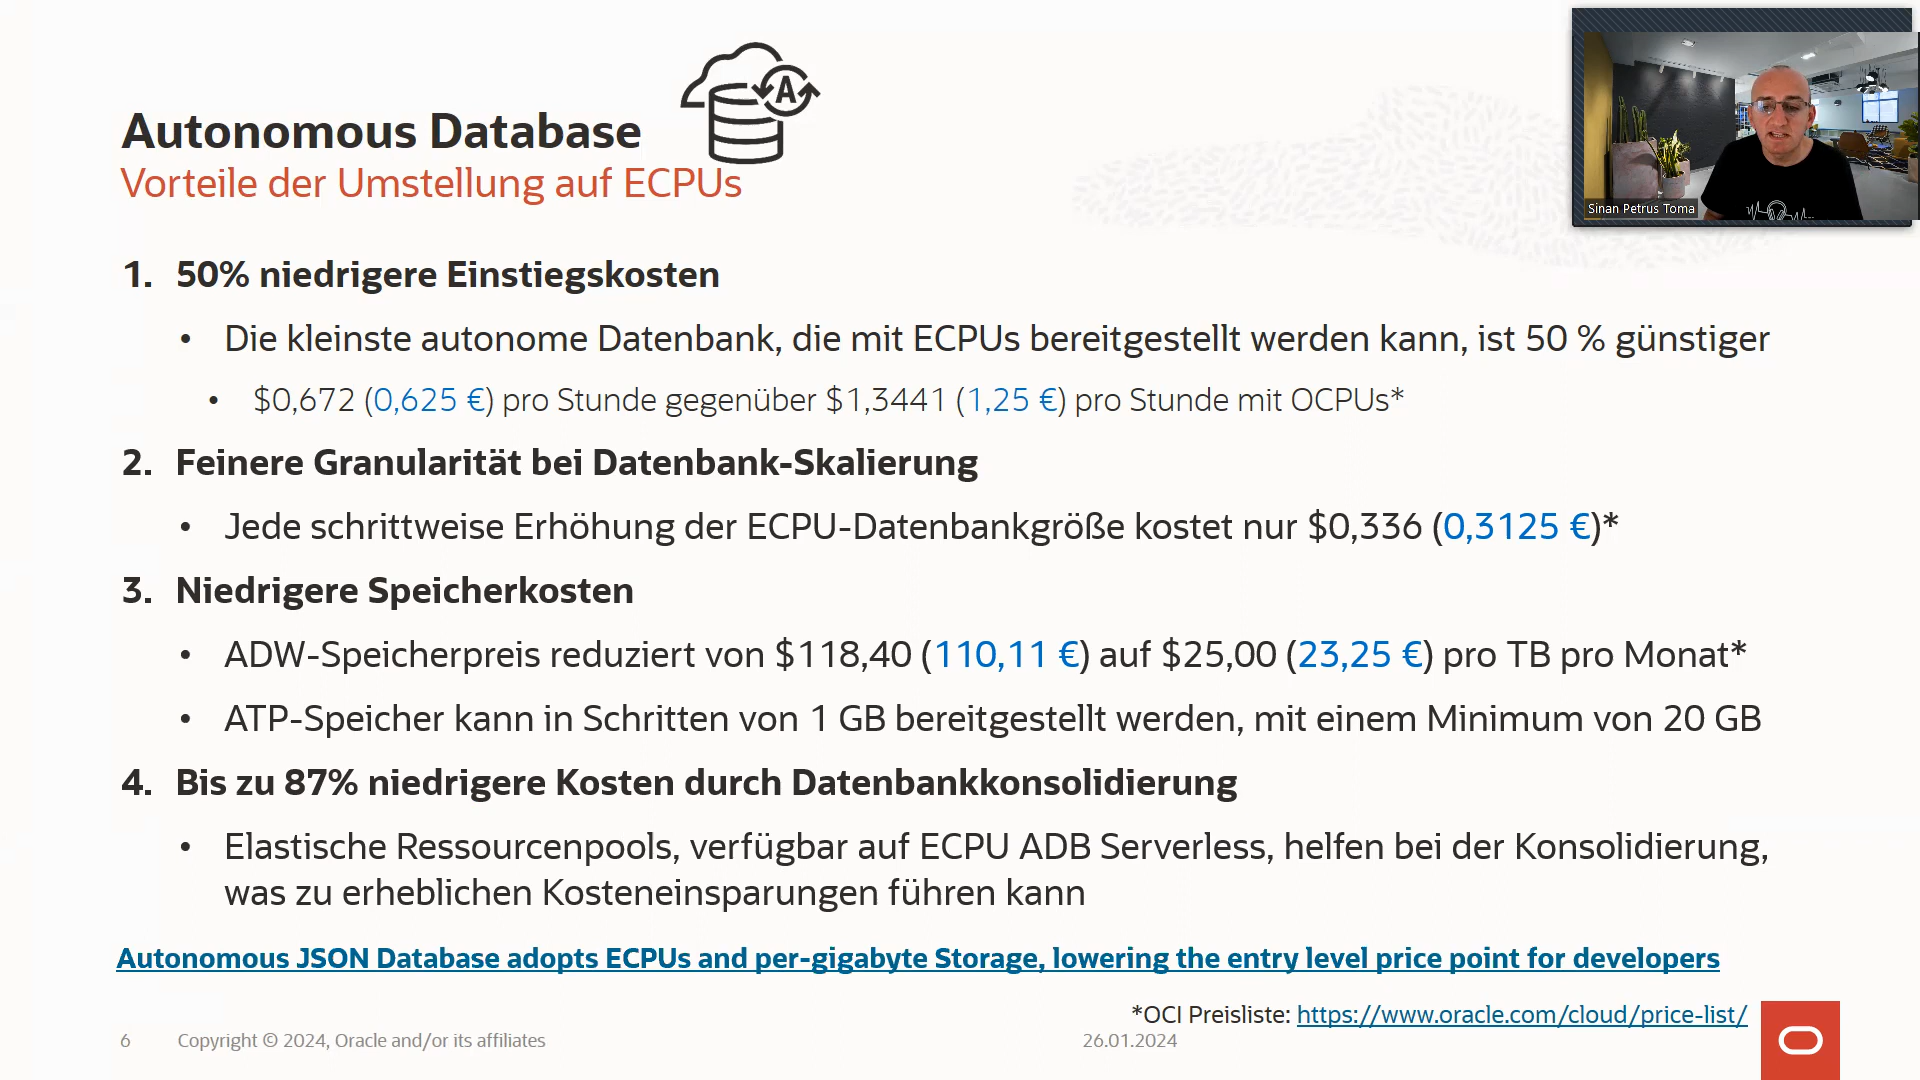 Autonomous Database
Vorteile der Umstellung auf ECPUs
A
Sinan Petrus Toma
1. 50% niedrigere Einstiegskosten
• Die kleinste autonome Datenbank, die mit ECPUs bereitgestellt werden kann, ist 50 % günstiger
• $0,672 (0,625 €) pro Stunde gegenüber $1,3441 (1,25 €) pro Stunde mit OCPUs*
2. Feinere Granularität bei Datenbank-Skalierung
• Jede schrittweise Erhöhung der ECPU-Datenbankgröße kostet nur $0,336 (0,3125 €)*
3. Niedrigere Speicherkosten
• ADW-Speicherpreis reduziert von $118,40 (110,11 €) auf $25,00 (23,25 €) pro TB pro Monat*
• ATP-Speicher kann in Schritten von 1 GB bereitgestellt werden, mit einem Minimum von 20 GB
4. Bis zu 87% niedrigere Kosten durch Datenbankkonsolidierung
• Elastische Ressourcenpools, verfügbar auf ECPU ADB Serverless, helfen bei der Konsolidierung,
was zu erheblichen Kosteneinsparungen führen kann
Autonomous JSON Database adopts ECPUs and per-gigabyte Storage, lowering the entry level price point for developers
*OCI Preisliste: https://www.oracle.com/cloud/price-list/
6 Copyright © 2024, Oracle and/or its affiliates 26.01.2024